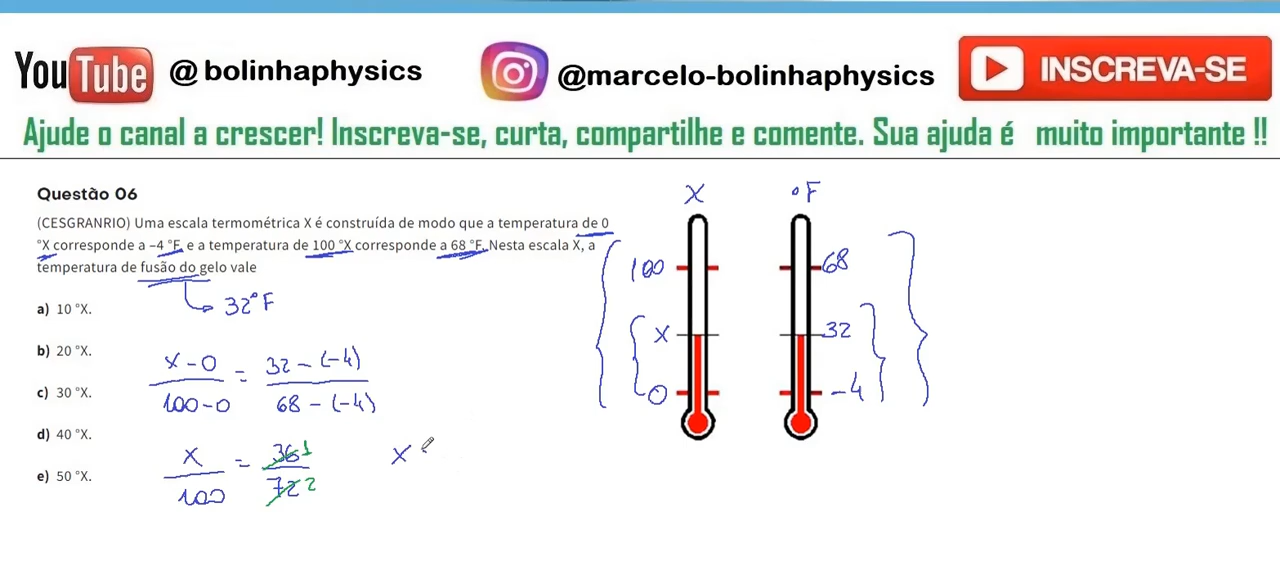 YouTube @bolinhaphysics @marcelo-bolinhaphysics INSCREVA-SE
Ajude o canal a crescer! Inscreva-se, curta, compartilhe e comente. Sua ajuda é muito importante !!
Questão 06
(CESGRANRIO) Uma escala termométrica X é construída de modo que a temperatura de 0
°X corresponde a –4 °F, e a temperatura de 100 °X corresponde a 68 °F. Nesta escala X, a
temperatura de fusão do gelo vale
32°F
a) 10 °X.
b) 20 °X.
c) 30 °X.
d) 40 °X.
e) 50 °X.
x - 0 / 100 - 0 = 32 - (-4) / 68 - (-4)
x / 100 = 36 1 / 72 2
x
X °F
100 68
x 32
0 -4